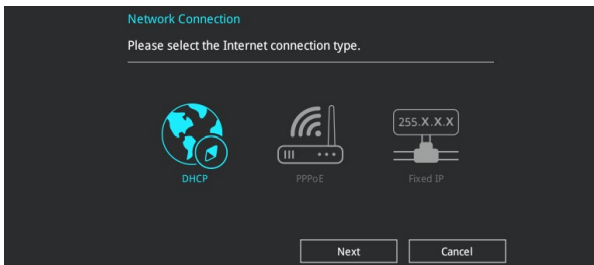 Network Connection
Please select the Internet connection type.
255.X.X.X
DHCP
PPPoE
Fixed IP
Next
Cancel